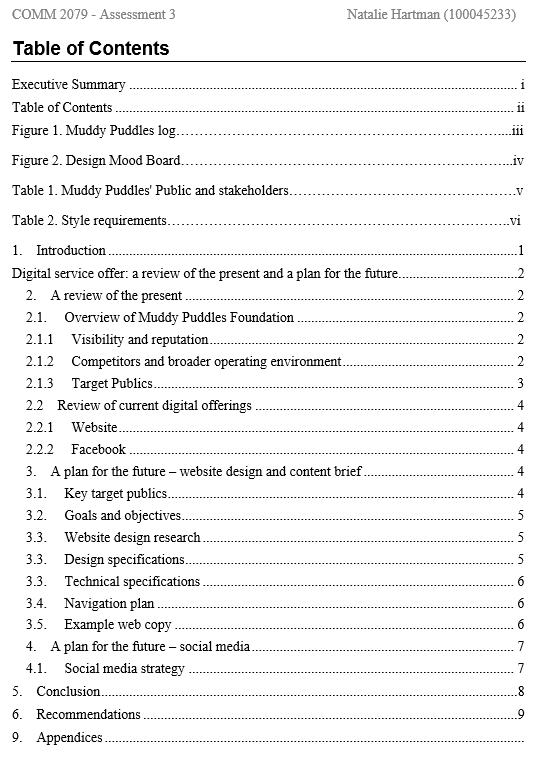 COMM 2079 - Assessment 3 Natalie Hartman (100045233)
Table of Contents
Executive Summary ........ i
Table of Contents ........ ii
Figure 1. Muddy Puddles log........iii
Figure 2. Design Mood Board........iv
Table 1. Muddy Puddles' Public and stakeholders........v
Table 2. Style requirements........vi
1. Introduction ........1
Digital service offer: a review of the present and a plan for the future........2
2. A review of the present ........ 2
2.1. Overview of Muddy Puddles Foundation ........ 2
2.1.1 Visibility and reputation........ 2
2.1.2 Competitors and broader operating environment........ 2
2.1.3 Target Publics........ 3
2.2 Review of current digital offerings ........ 4
2.2.1 Website........ 4
2.2.2 Facebook ........ 4
3. A plan for the future – website design and content brief ........ 4
3.1. Key target publics........ 4
3.2. Goals and objectives........ 5
3.3. Website design research ........ 5
3.3. Design specifications........ 5
3.3. Technical specifications ........ 6
3.4. Navigation plan ........ 6
3.5. Example web copy ........ 6
4. A plan for the future – social media........ 7
4.1. Social media strategy ........ 7
5. Conclusion........8
6. Recommendations ........9
9. Appendices ........